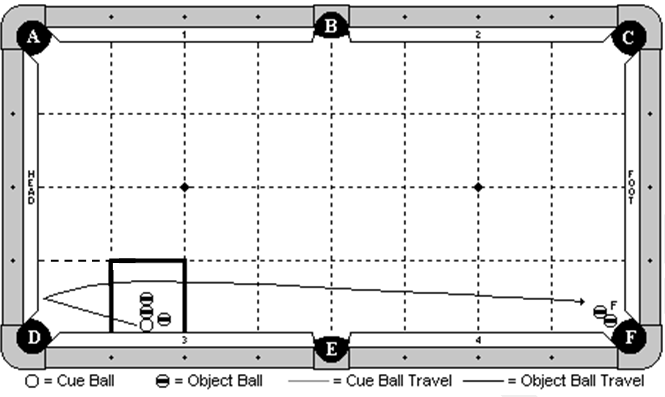 A B C
1 2
HEAD
FOOT
F
D 3 E 4 F
= Cue Ball = Object Ball = Cue Ball Travel = Object Ball Travel